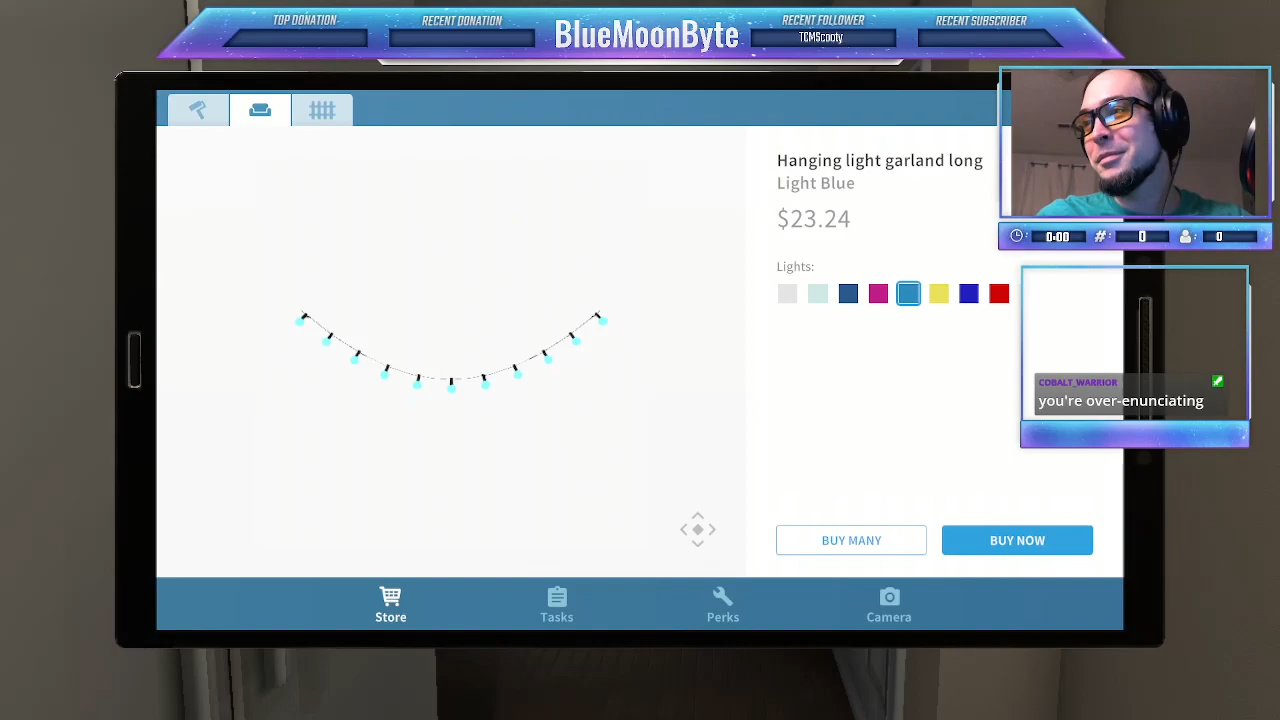 TOP DONATION
RECENT DONATION
BlueMoonByte
RECENT FOLLOWER
TCMScooty
RECENT SUBSCRIBER
Hanging light garland long
Light Blue
$23.24
Lights:
0:00
#:
0
0
COBALT_WARRIOR
you're over-enunciating
BUY MANY
BUY NOW
Store
Tasks
Perks
Camera